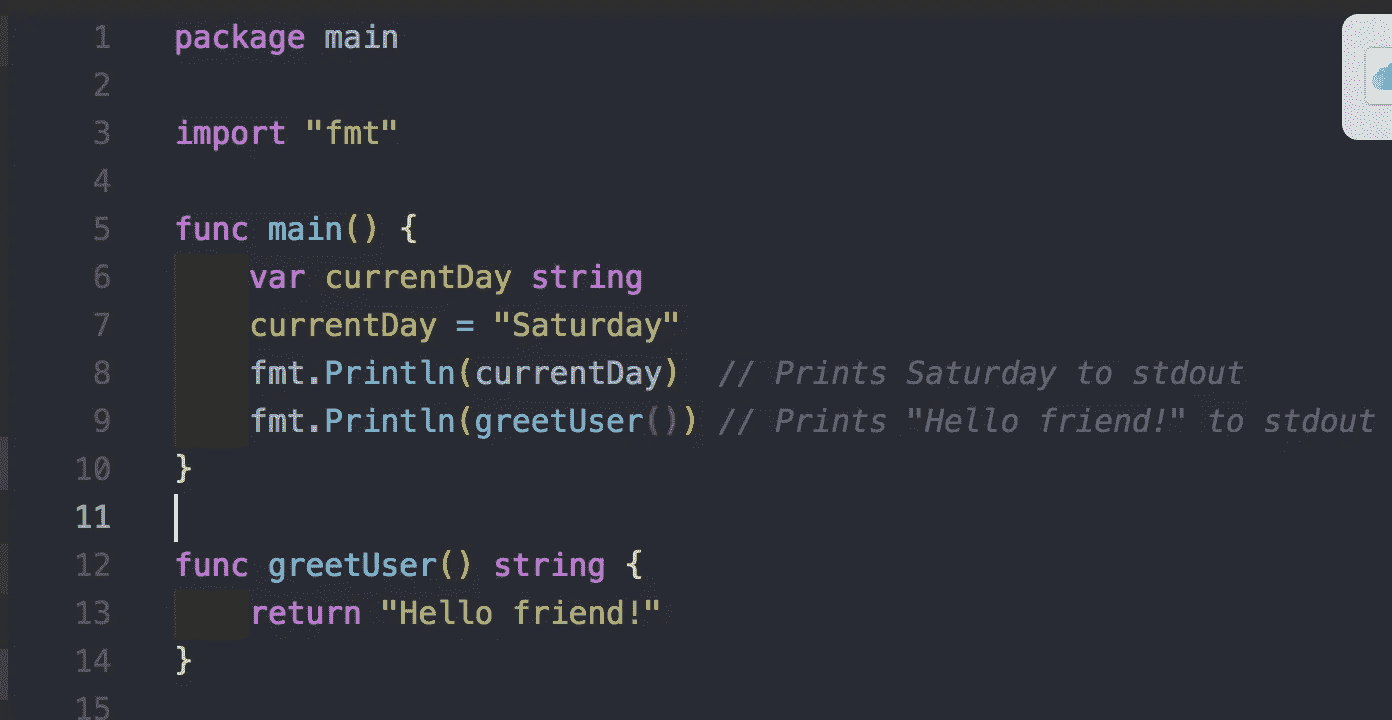 1 package main
2
3 import "fmt"
4
5 func main() {
6     var currentDay string
7     currentDay = "Saturday"
8     fmt.Println(currentDay)  // Prints Saturday to stdout
9     fmt.Println(greetUser()) // Prints "Hello friend!" to stdout
10 }
11
12 func greetUser() string {
13     return "Hello friend!"
14 }
15